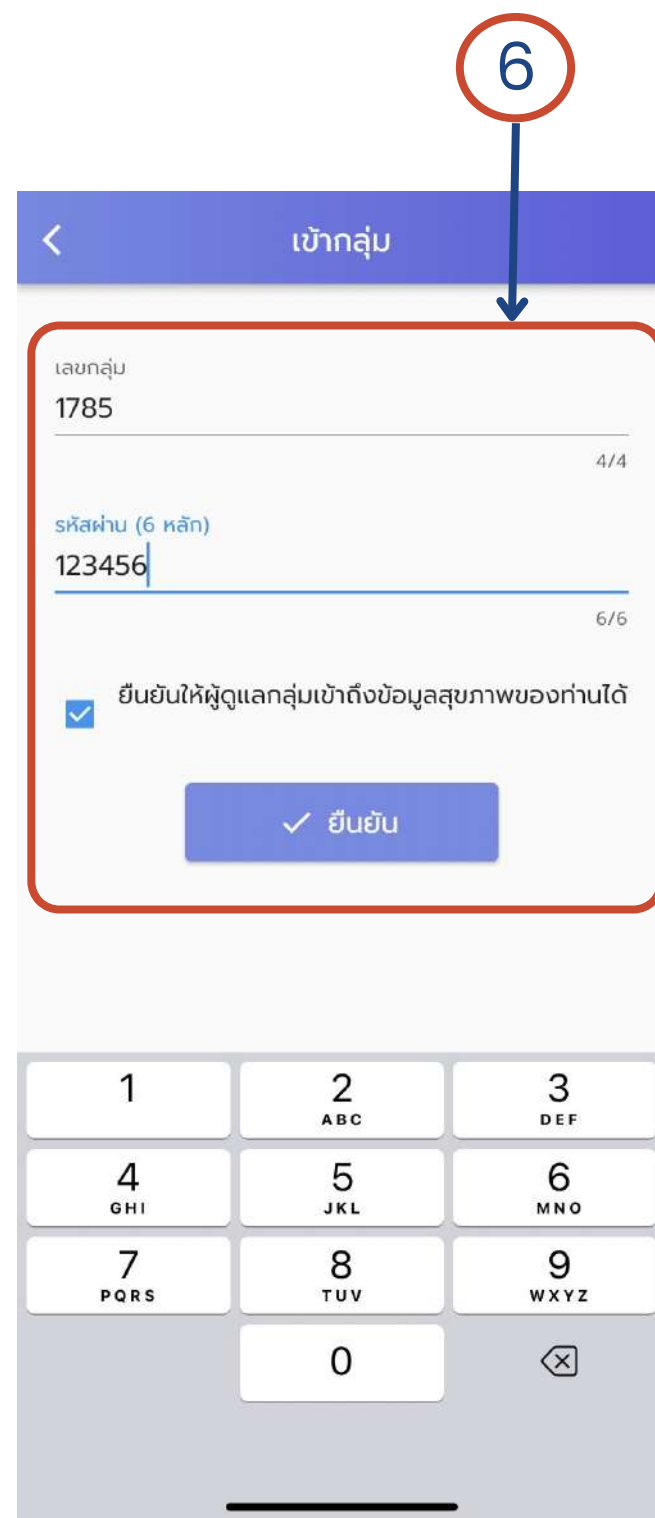 6
เข้ากลุ่ม
เลขกลุ่ม
1785
4/4
รหัสผ่าน (6 หลัก)
123456
6/6
ยืนยันให้ผู้ดูแลกลุ่มเข้าถึงข้อมูลสุขภาพของท่านได้
ยืนยัน
1 2 3
ABC DEF
4 5 6
GHI JKL MNO
7 8 9
PQRS TUV WXYZ
0